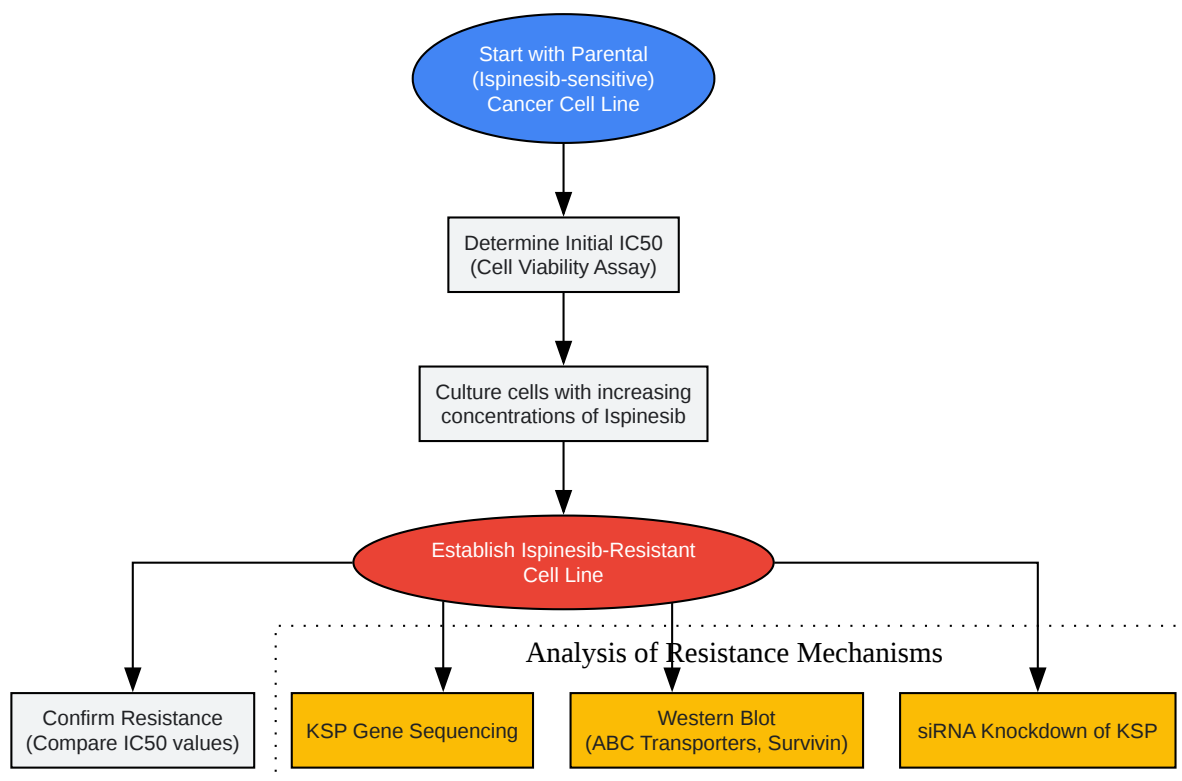 Start with Parental
(Ispinesib-sensitive)
Cancer Cell Line
Determine Initial IC50
(Cell Viability Assay)
Culture cells with increasing
concentrations of Ispinesib
Establish Ispinesib-Resistant
Cell Line
Analysis of Resistance Mechanisms
Confirm Resistance
(Compare IC50 values)
KSP Gene Sequencing
Western Blot
(ABC Transporters, Survivin)
siRNA Knockdown of KSP